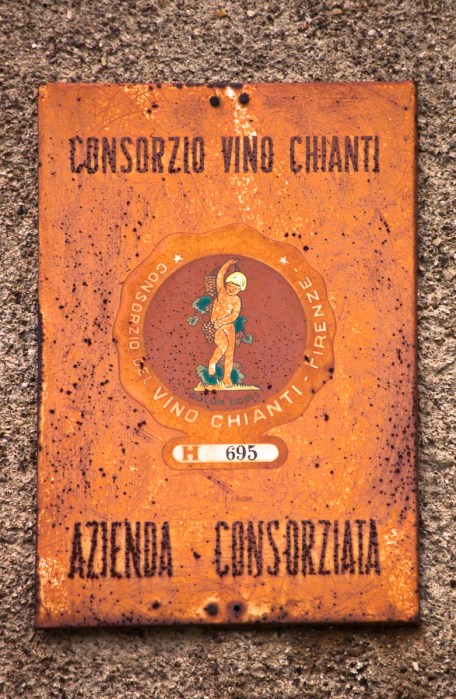 CONSORZIO VINO CHIANTI
★ CONSORZIO DEL VINO CHIANTI - FIRENZE - ★
H 695
AZIENDA CONSORZIATA